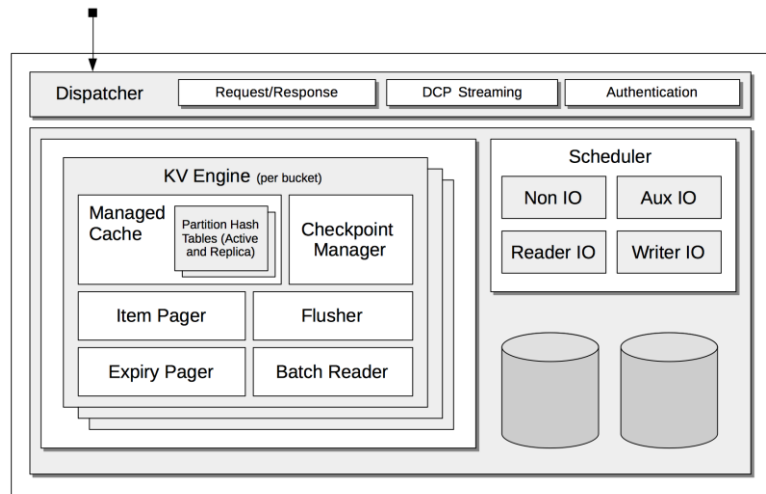 Dispatcher
Request/Response
DCP Streaming
Authentication
KV Engine (per bucket)
Managed
Cache
Partition Hash
Tables (Active
and Replica)
Checkpoint
Manager
Item Pager
Flusher
Expiry Pager
Batch Reader
Scheduler
Non IO
Aux IO
Reader IO
Writer IO